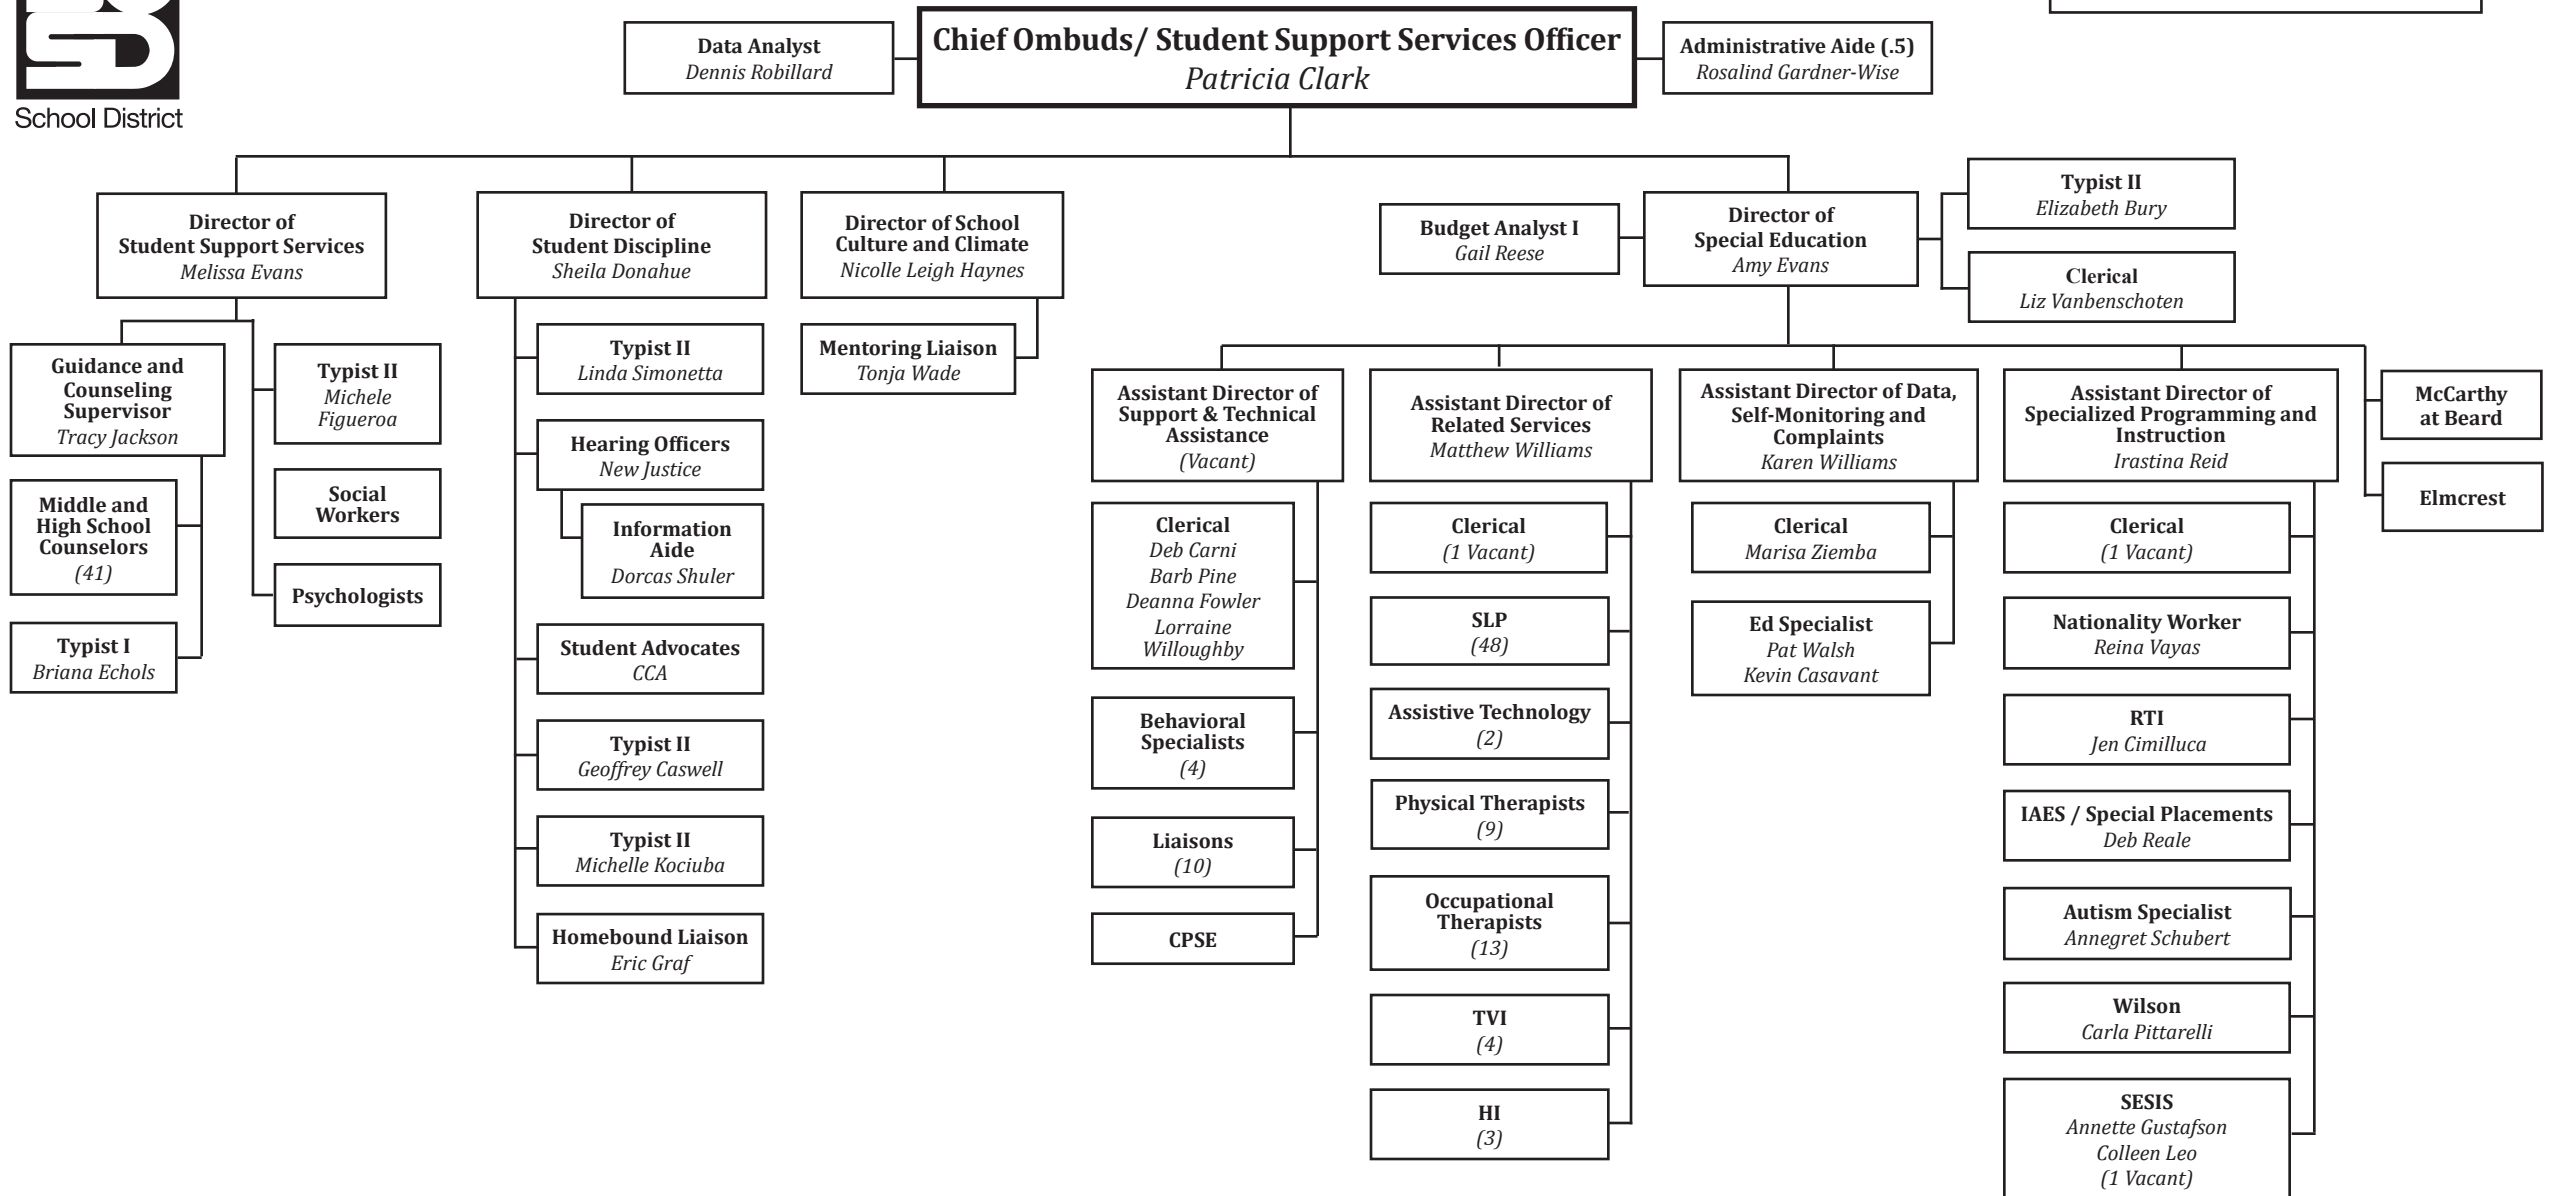 School District
Data Analyst
Dennis Robillard
Chief Ombuds/ Student Support Services Officer
Patricia Clark
Administrative Aide (.5)
Rosalind Gardner-Wise
Director of
Student Support Services
Melissa Evans
Director of
Student Discipline
Sheila Donahue
Director of School
Culture and Climate
Nicolle Leigh Haynes
Budget Analyst I
Gail Reese
Director of
Special Education
Amy Evans
Typist II
Elizabeth Bury
Clerical
Liz Vanbenschoten
Guidance and
Counseling
Supervisor
Tracy Jackson
Middle and
High School
Counselors
(41)
Typist I
Briana Echols
Typist II
Michele
Figueroa
Social
Workers
Psychologists
Typist II
Linda Simonetta
Hearing Officers
New Justice
Information
Aide
Dorcas Shuler
Student Advocates
CCA
Typist II
Geoffrey Caswell
Typist II
Michelle Kociuba
Homebound Liaison
Eric Graf
Mentoring Liaison
Tonja Wade
Assistant Director of
Support & Technical
Assistance
(Vacant)
Clerical
Deb Carni
Barb Pine
Deanna Fowler
Lorraine
Willoughby
Behavioral
Specialists
(4)
Liaisons
(10)
CPSE
Assistant Director of
Related Services
Matthew Williams
Clerical
(1 Vacant)
SLP
(48)
Assistive Technology
(2)
Physical Therapists
(9)
Occupational
Therapists
(13)
TVI
(4)
HI
(3)
Assistant Director of Data,
Self-Monitoring and
Complaints
Karen Williams
Clerical
Marisa Ziemba
Ed Specialist
Pat Walsh
Kevin Casavant
Assistant Director of
Specialized Programming and
Instruction
Irastina Reid
Clerical
(1 Vacant)
Nationality Worker
Reina Vayas
RTI
Jen Cimilluca
IAES / Special Placements
Deb Reale
Autism Specialist
Annegret Schubert
Wilson
Carla Pittarelli
SESIS
Annette Gustafson
Colleen Leo
(1 Vacant)
McCarthy
at Beard
Elmcrest